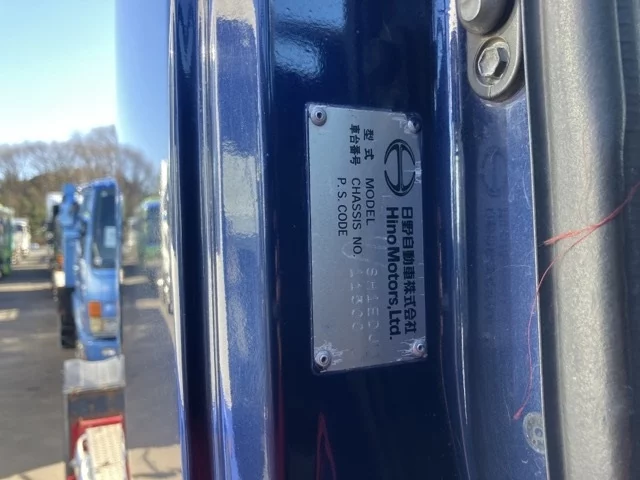 日野自動車株式会社
Hino Motors, Ltd.
型式 MODEL
車台番号 CHASSIS NO.
P. S. CODE